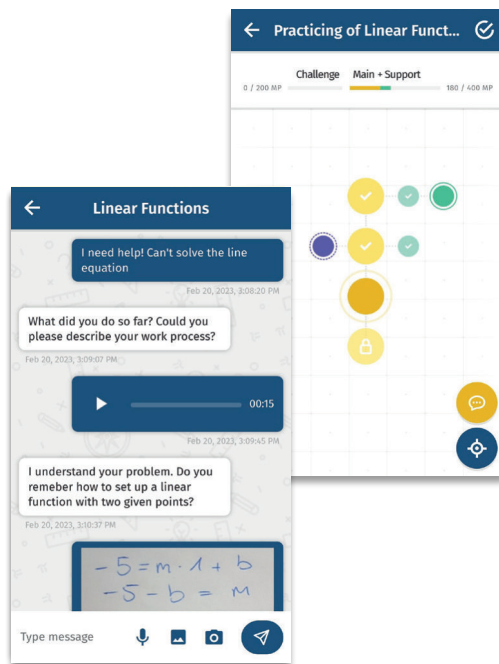 Practicing of Linear Funct...
Challenge Main + Support
0 / 200 MP
180 / 400 MP
Linear Functions
I need help! Can't solve the line
equation
Feb 20, 2023, 3:08:20 PM
What did you do so far? Could you
please describe your work process?
Feb 20, 2023, 3:09:07 PM
00:15
Feb 20, 2023, 3:09:45 PM
I understand your problem. Do you
remeber how to set up a linear
function with two given points?
Feb 20, 2023, 3:10:37 PM
-5=m·1+b
-5-b=m
Type message